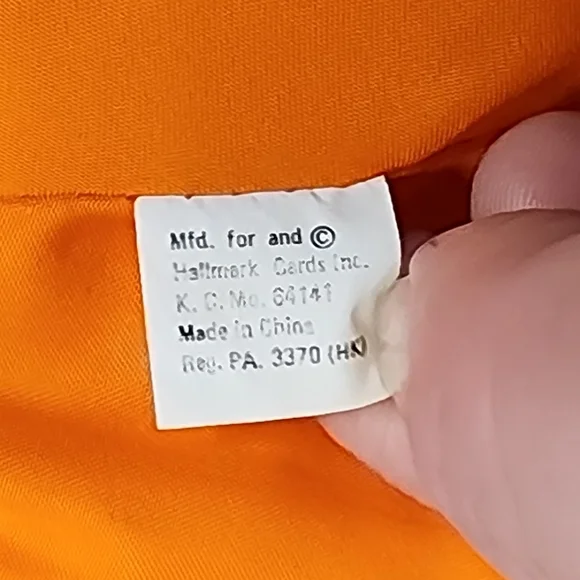 Mfd. for and ©
Hallmark Cards Inc.
K. C. Mo. 64141
Made in China
Reg. PA. 3370 (HK)